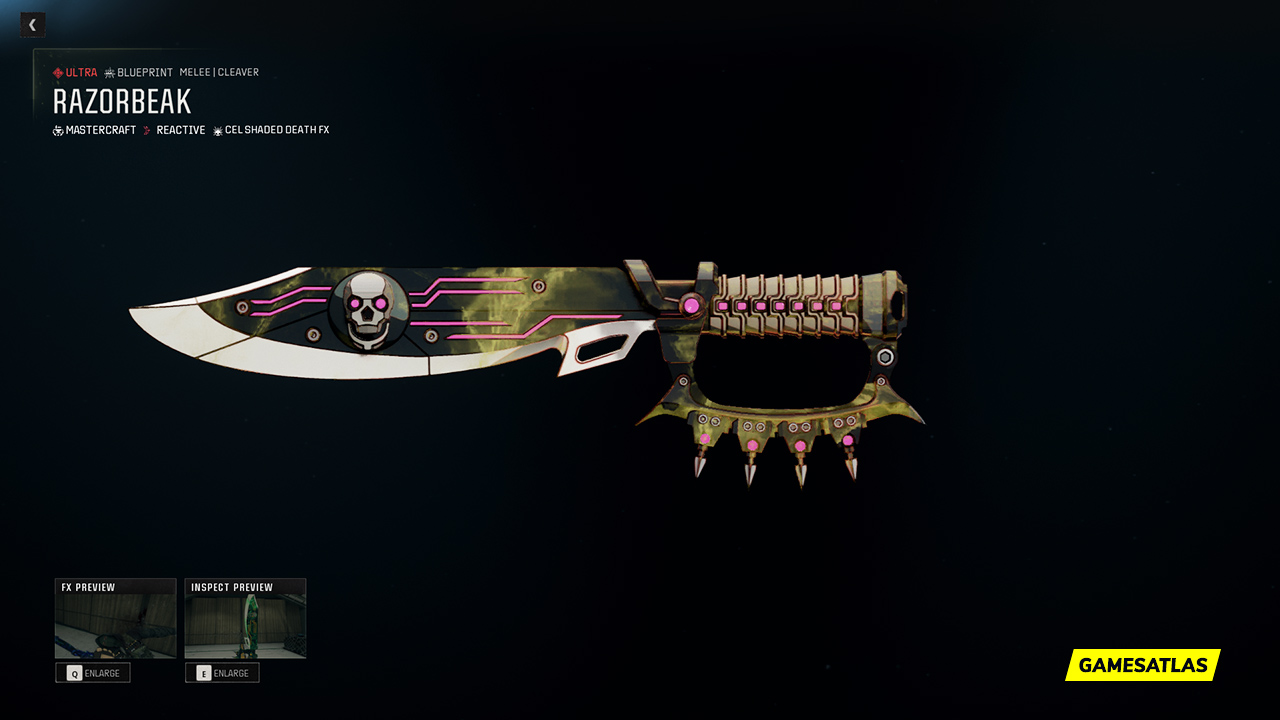 ULTRA BLUEPRINT MELEE | CLEAVER
RAZORBEAK
MASTERCRAFT REACTIVE CEL SHADED DEATH FX
FX PREVIEW INSPECT PREVIEW
Q ENLARGE E ENLARGE
GAMESATLAS